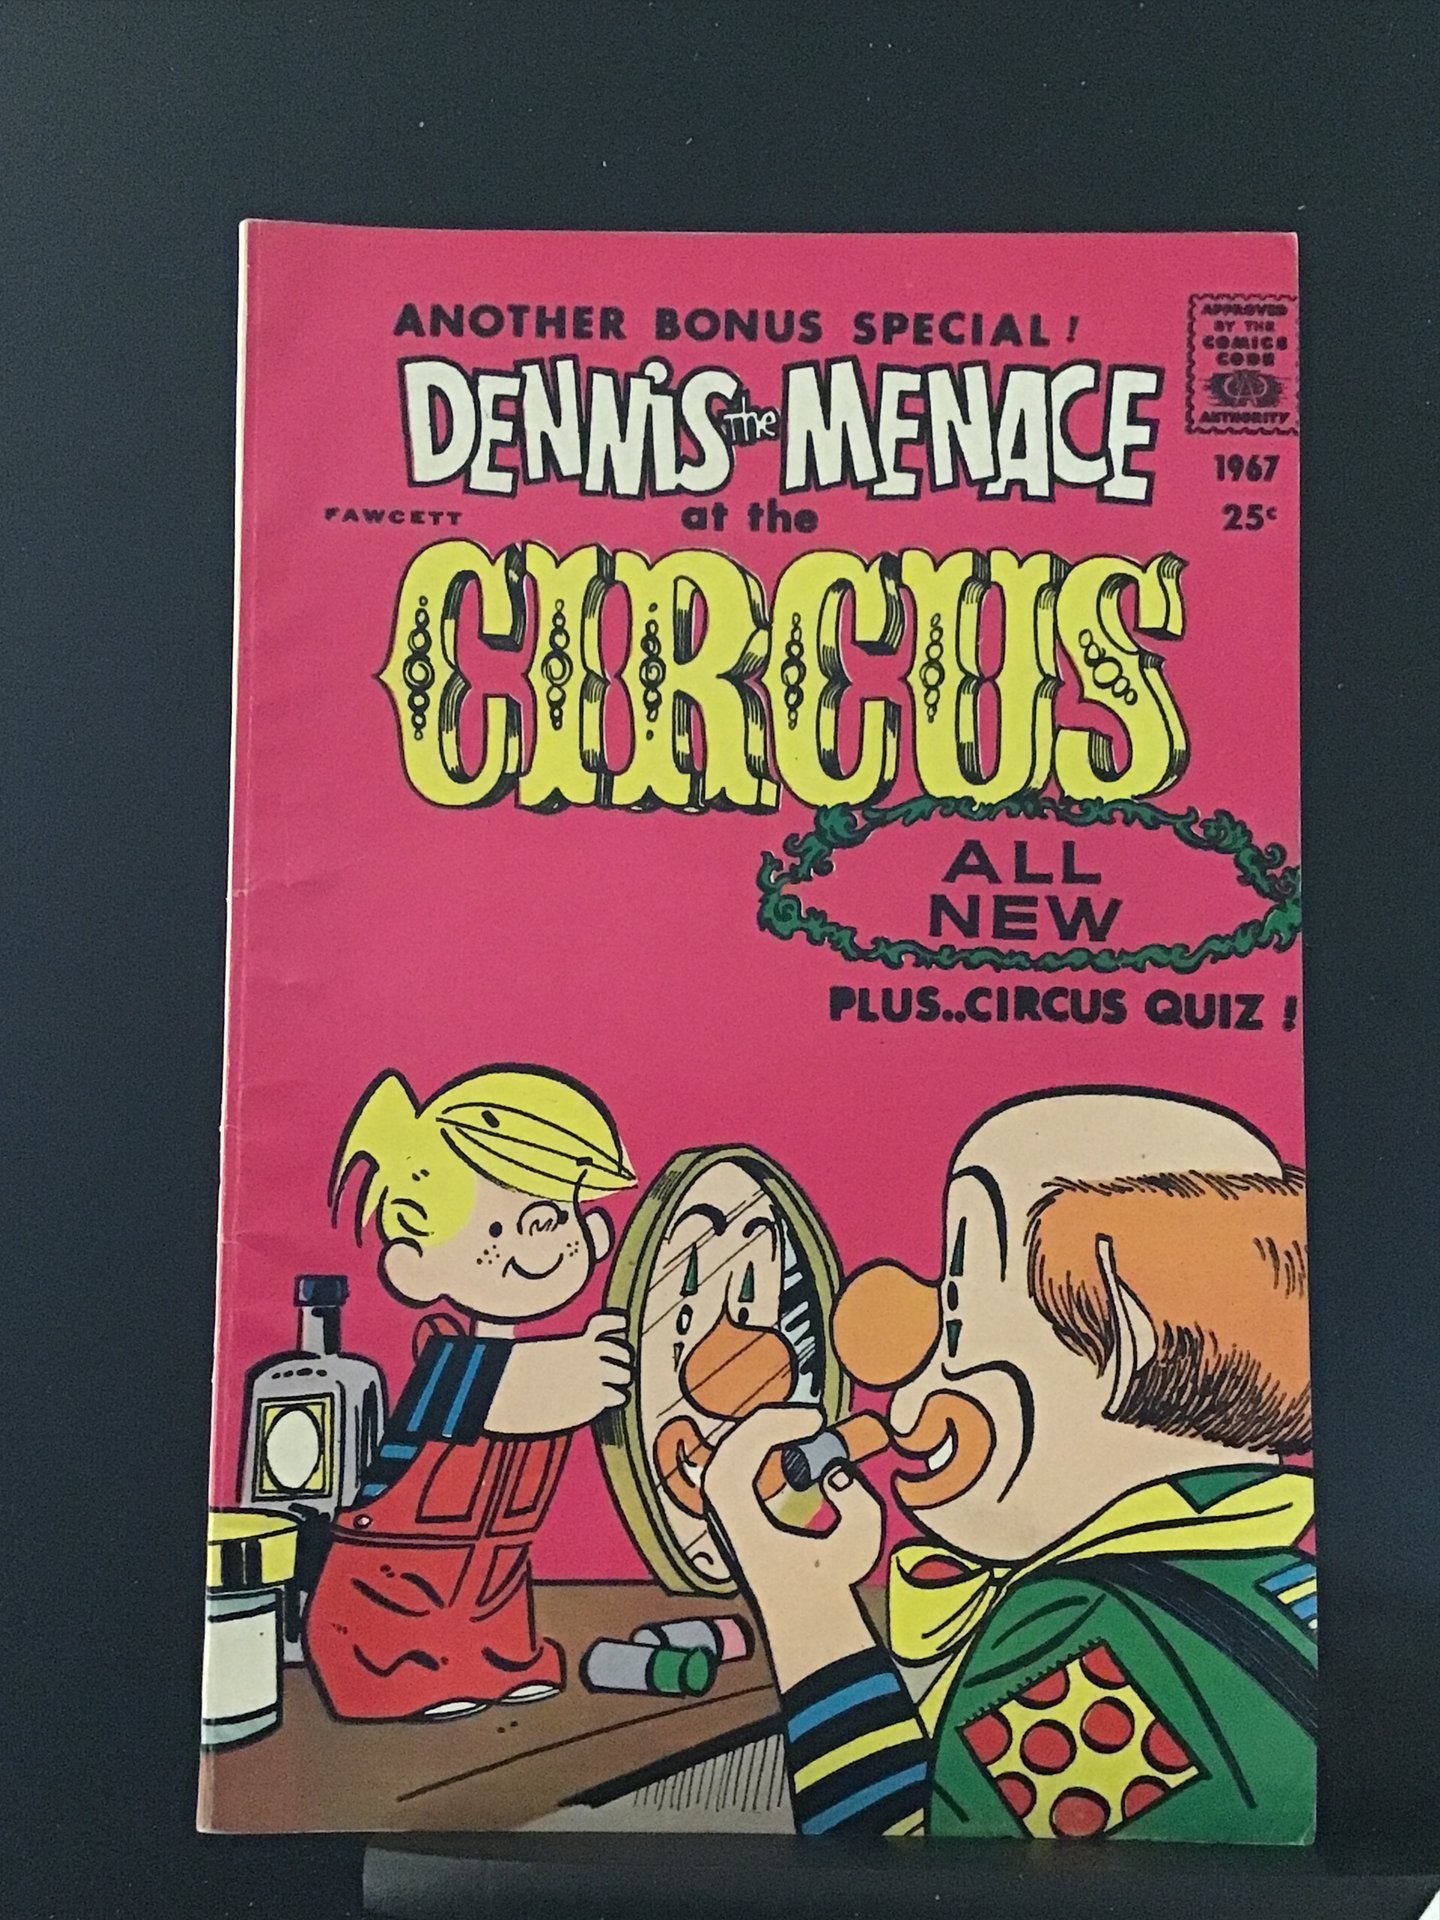 ANOTHER BONUS SPECIAL!
DENNIS the MENACE
at the
CIRCUS
FAWCETT
APPROVED
BY THE
COMICS
CODE
CA
AUTHORITY
1967
25¢
ALL
NEW
PLUS..CIRCUS QUIZ!